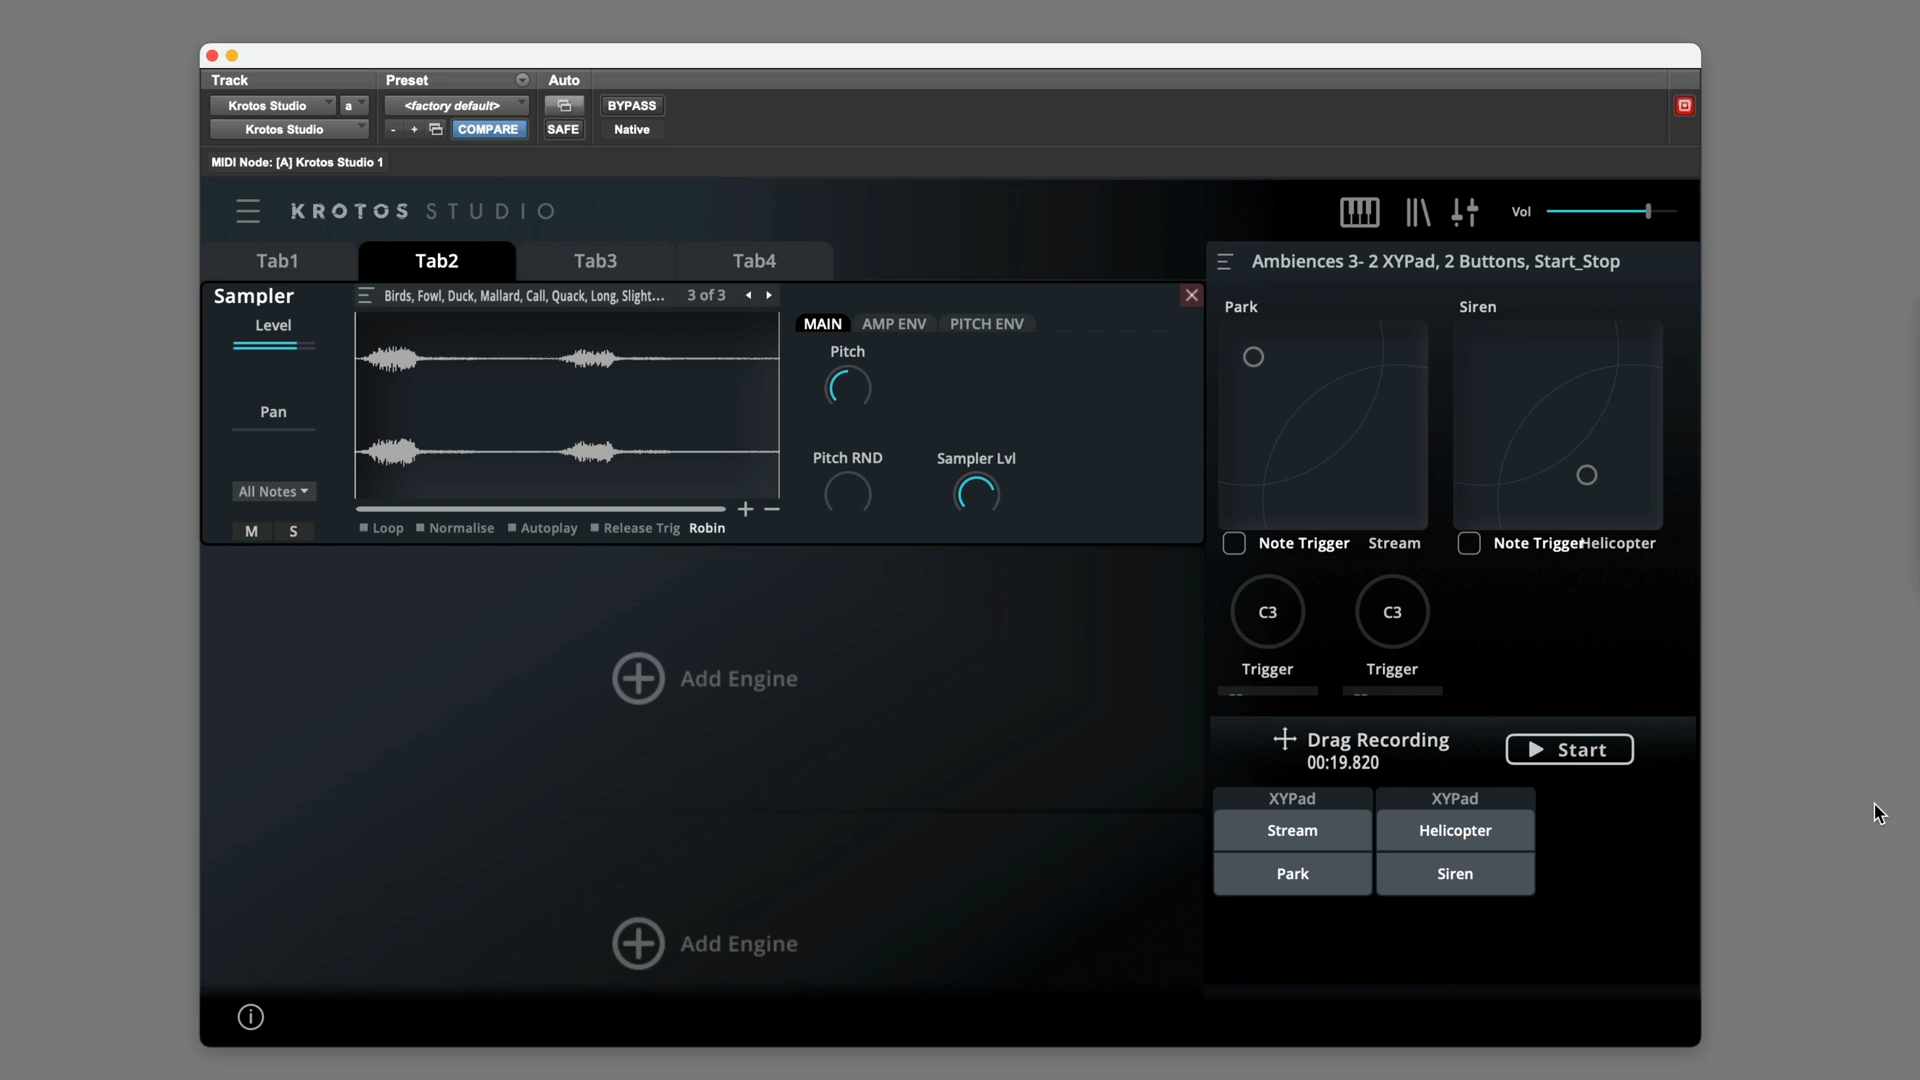 Track
Preset
Auto
Krotos Studio
a
<factory default>
BYPASS
Krotos Studio
- +
COMPARE
SAFE
Native
MIDI Node: [A] Krotos Studio 1
KROTOS STUDIO
Vol
Tab1
Tab2
Tab3
Tab4
Ambiences 3- 2 XYPad, 2 Buttons, Start_Stop
Sampler
Birds, Fowl, Duck, Mallard, Call, Quack, Long, Slight...
3 of 3
Level
Pan
All Notes
M
S
MAIN
AMP ENV
PITCH ENV
Pitch
Pitch RND
Sampler Lvl
Loop
Normalise
Autoplay
Release Trig
Robin
Park
Siren
Note Trigger
Stream
Note Trigger
Helicopter
C3
C3
Trigger
Trigger
Add Engine
Drag Recording
00:19.820
Start
XYPad
XYPad
Stream
Helicopter
Park
Siren
Add Engine